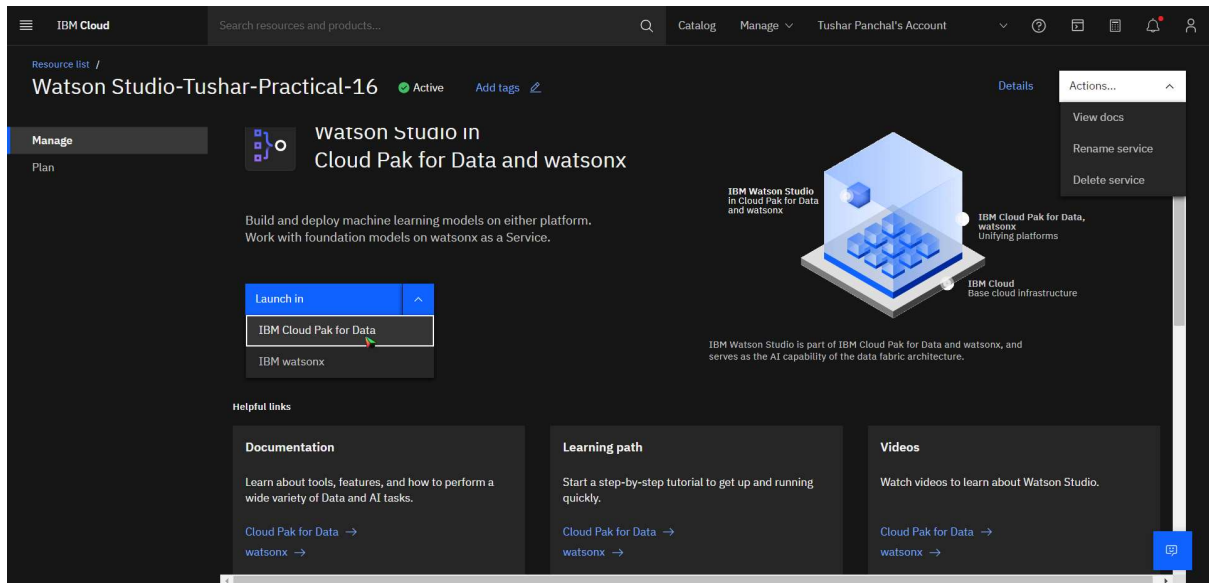 IBM Cloud
Search resources and products...
Catalog
Manage
Tushar Panchal's Account
Resource list /
Watson Studio-Tushar-Practical-16
Active
Add tags
Details
Actions...
View docs
Rename service
Delete service
Manage
Plan
Watson Studio in
Cloud Pak for Data and watsonx
Build and deploy machine learning models on either platform.
Work with foundation models on watsonx as a Service.
Launch in
IBM Cloud Pak for Data
IBM watsonx
IBM Watson Studio
in Cloud Pak for Data
and watsonx
IBM Cloud Pak for Data,
watsonx
Unifying platforms
IBM Cloud
Base cloud infrastructure
IBM Watson Studio is part of IBM Cloud Pak for Data and watsonx, and
serves as the AI capability of the data fabric architecture.
Helpful links
Documentation
Learn about tools, features, and how to perform a
wide variety of Data and AI tasks.
Cloud Pak for Data →
watsonx →
Learning path
Start a step-by-step tutorial to get up and running
quickly.
Cloud Pak for Data →
watsonx →
Videos
Watch videos to learn about Watson Studio.
Cloud Pak for Data →
watsonx →